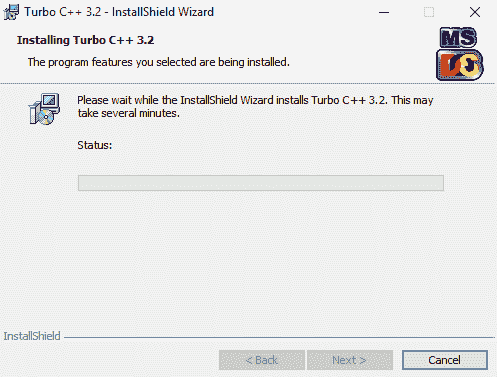 Turbo C++ 3.2 - InstallShield Wizard
Installing Turbo C++ 3.2
The program features you selected are being installed.
MS
DOS
Please wait while the InstallShield Wizard installs Turbo C++ 3.2. This may
take several minutes.
Status:
InstallShield
< Back
Next >
Cancel